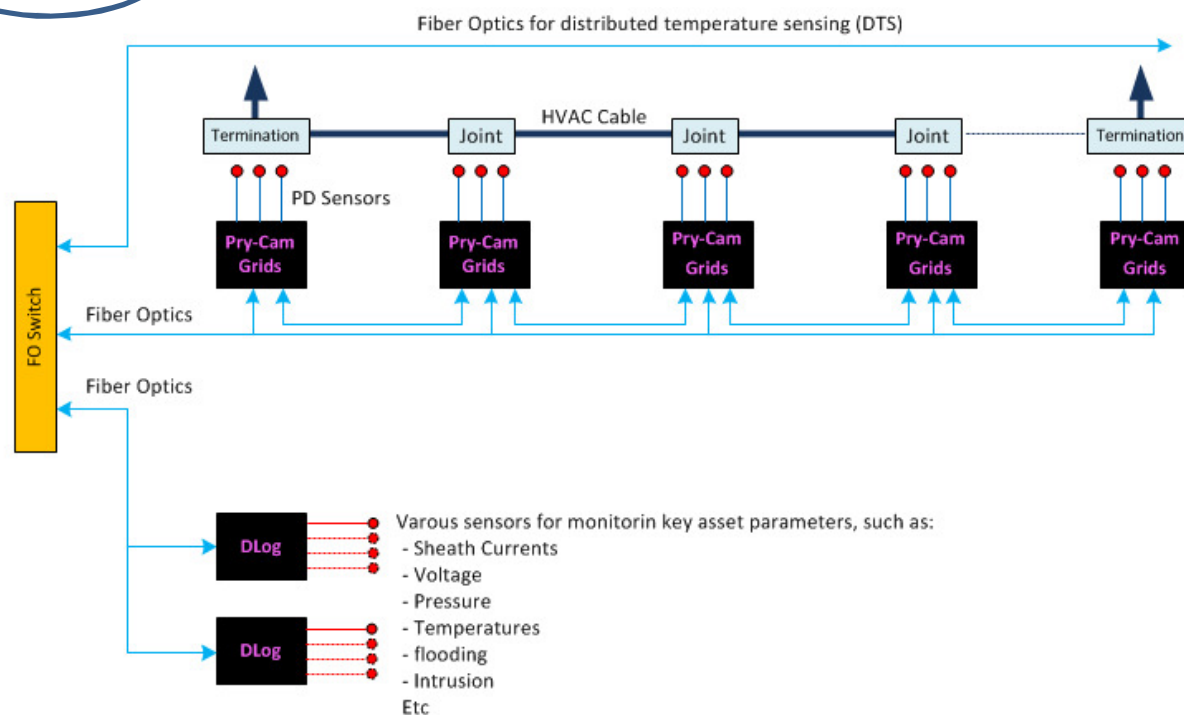 Fiber Optics for distributed temperature sensing (DTS)
HVAC Cable
Termination
Joint
Joint
Joint
Termination
PD Sensors
Pry-Cam
Grids
Pry-Cam
Grids
Pry-Cam
Grids
Pry-Cam
Grids
Pry-Cam
Grids
FO Switch
Fiber Optics
Fiber Optics
DLog
Varous sensors for monitorin key asset parameters, such as:
- Sheath Currents
- Voltage
- Pressure
DLog
- Temperatures
- flooding
- Intrusion
Etc